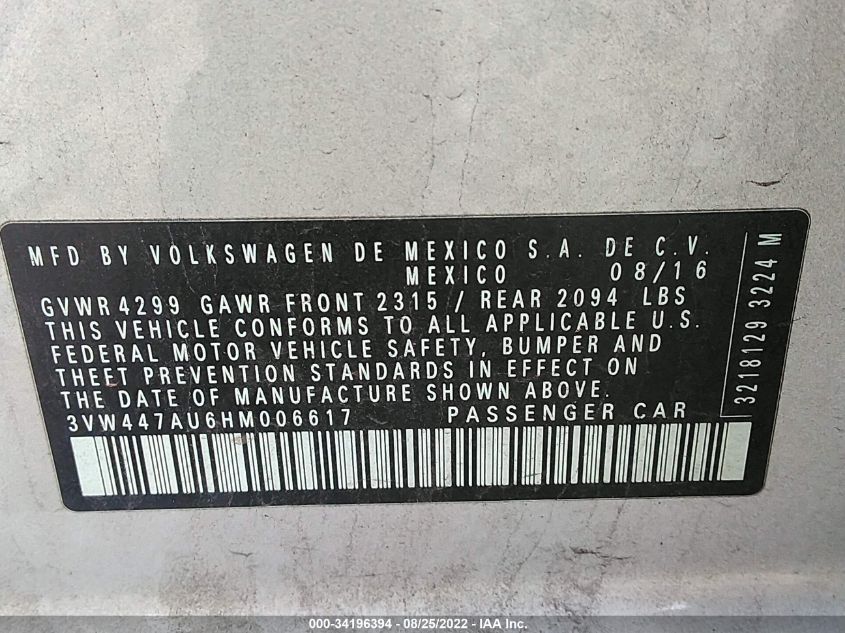 MFD BY VOLKSWAGEN DE MEXICO S.A. DE C.V.
MEXICO 08/16
GVWR 4299 GAWR FRONT 2315 / REAR 2094 LBS
THIS VEHICLE CONFORMS TO ALL APPLICABLE U.S.
FEDERAL MOTOR VEHICLE SAFETY, BUMPER AND
THEFT PREVENTION STANDARDS IN EFFECT ON
THE DATE OF MANUFACTURE SHOWN ABOVE.
3VW447AU6HM006617 PASSENGER CAR
3218129 3224 M
000-34196394 - 08/25/2022 - IAA Inc.